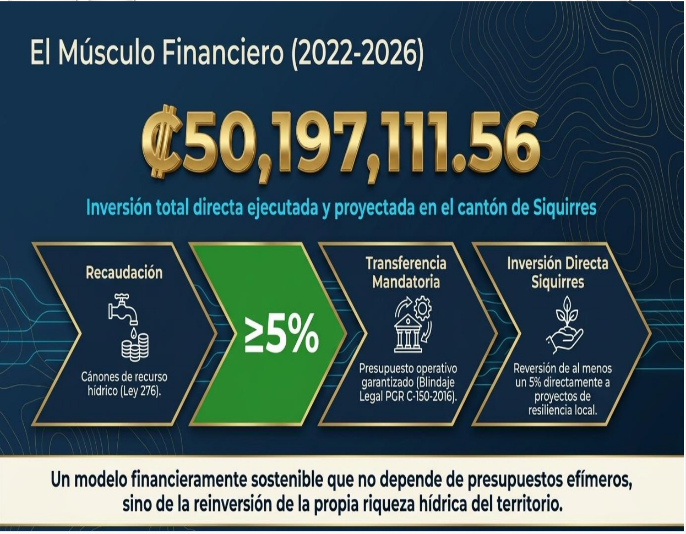 El Músculo Financiero (2022-2026)
₡50,197,111.56
Inversión total directa ejecutada y proyectada en el cantón de Siquirres
Recaudación
Cánones de recurso
hídrico (Ley 276).
≥5%
Transferencia
Mandatoria
Presupuesto operativo
garantizado (Blindaje
Legal PGR C-150-2016).
Inversión Directa
Siquirres
Reversión de al menos
un 5% directamente a
proyectos de
resiliencia local.
Un modelo financieramente sostenible que no depende de presupuestos efímeros,
sino de la reinversión de la propia riqueza hídrica del territorio.